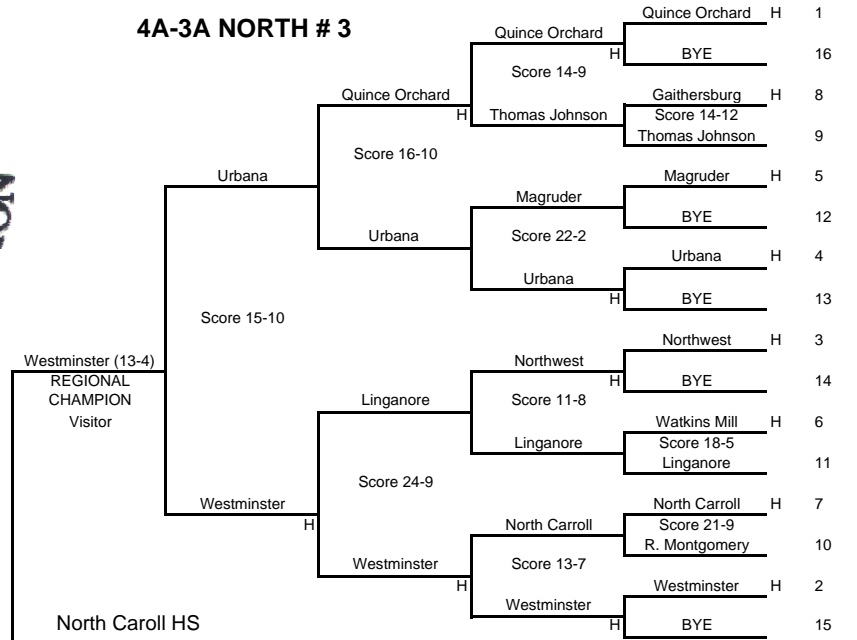 4A-3A NORTH # 3
Quince Orchard H 1
Quince Orchard
H BYE 16
Score 14-9
Quince Orchard Gaithersburg H 8
H Thomas Johnson Score 14-12
Thomas Johnson 9
Score 16-10
Urbana Magruder H 5
Magruder
BYE 12
Urbana Score 22-2
Urbana H 4
Urbana
H BYE 13
Score 15-10
Northwest H 3
Westminster (13-4) Northwest
REGIONAL H BYE 14
CHAMPION Linganore Score 11-8
Visitor Watkins Mill H 6
Linganore Score 18-5
Linganore 11
Score 24-9
Westminster North Carroll H 7
H North Carroll Score 21-9
R. Montgomery 10
Westminster Score 13-7
H Westminster H 2
Westminster
North Caroll HS H BYE 15